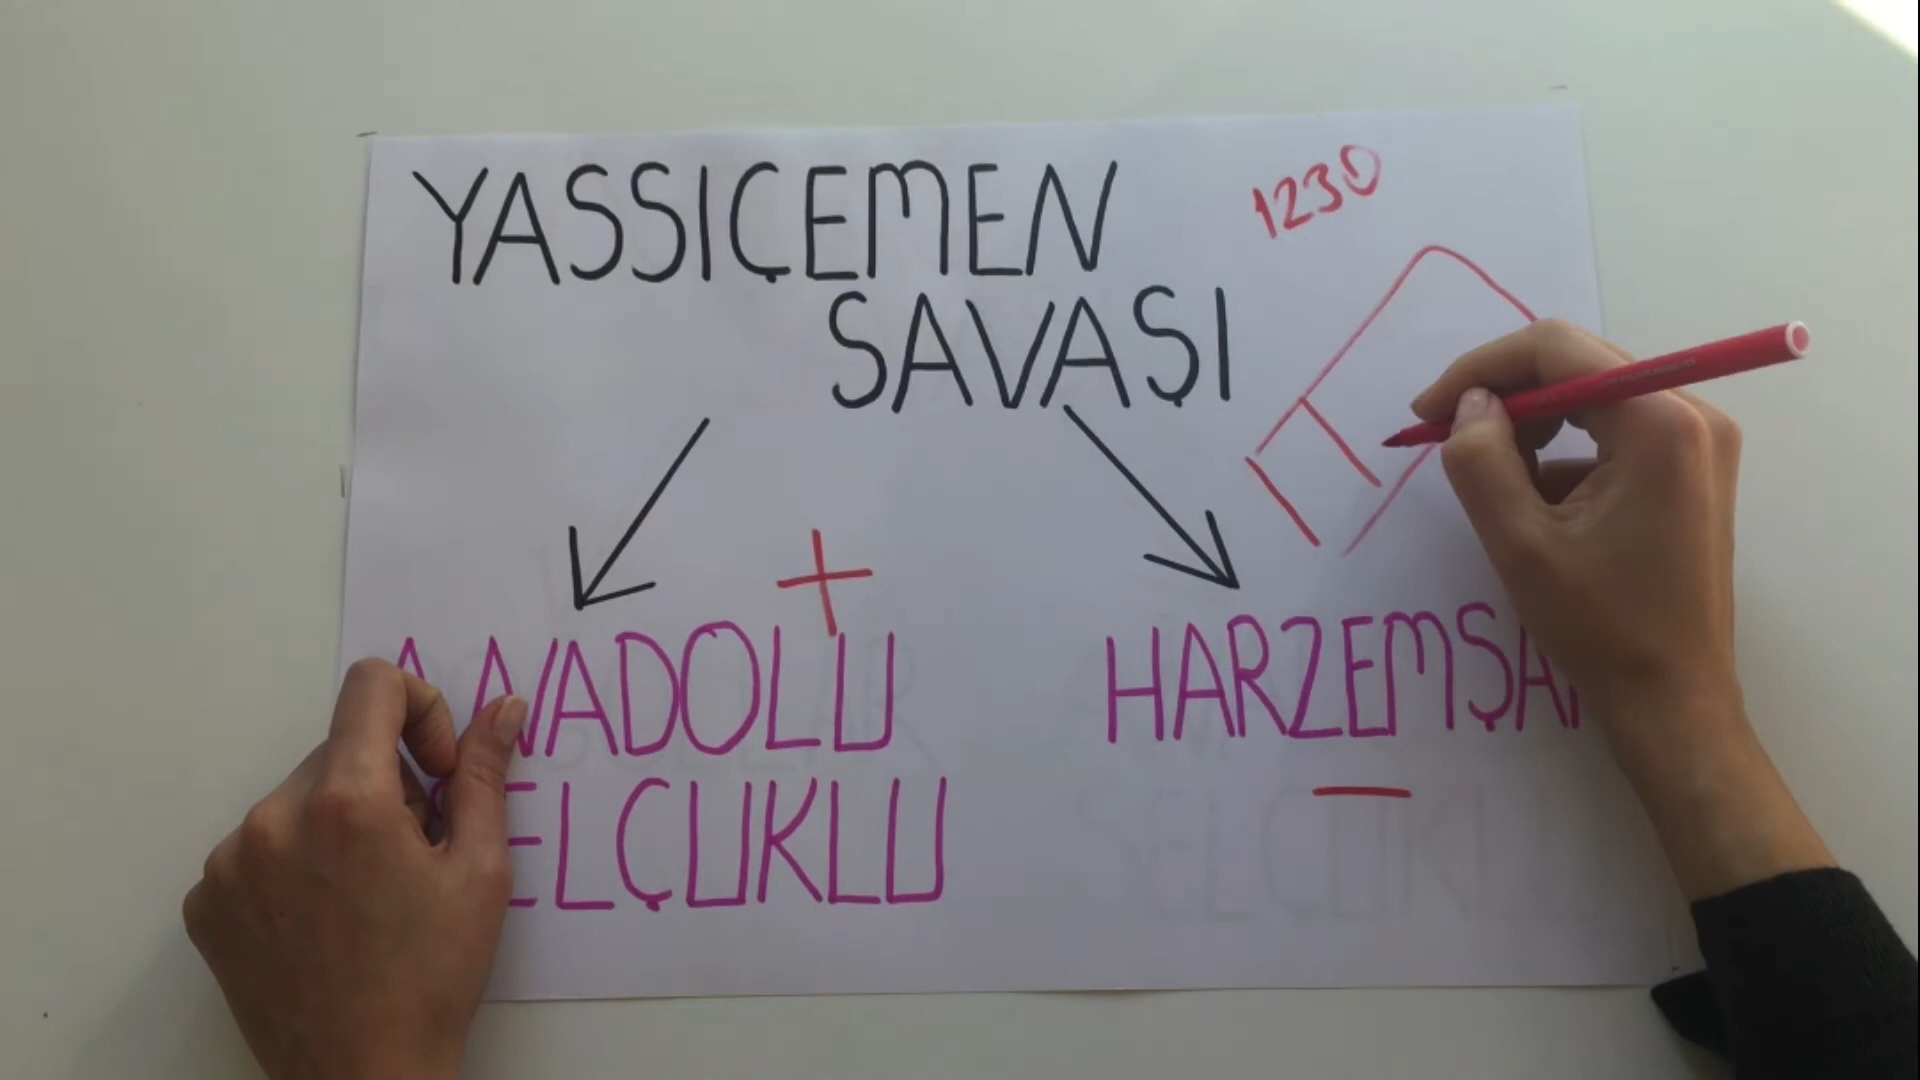 YASSIÇEMEN
SAVAŞI
1230
+
ANADOLU
SELÇUKLU
HARZEMŞAH
-